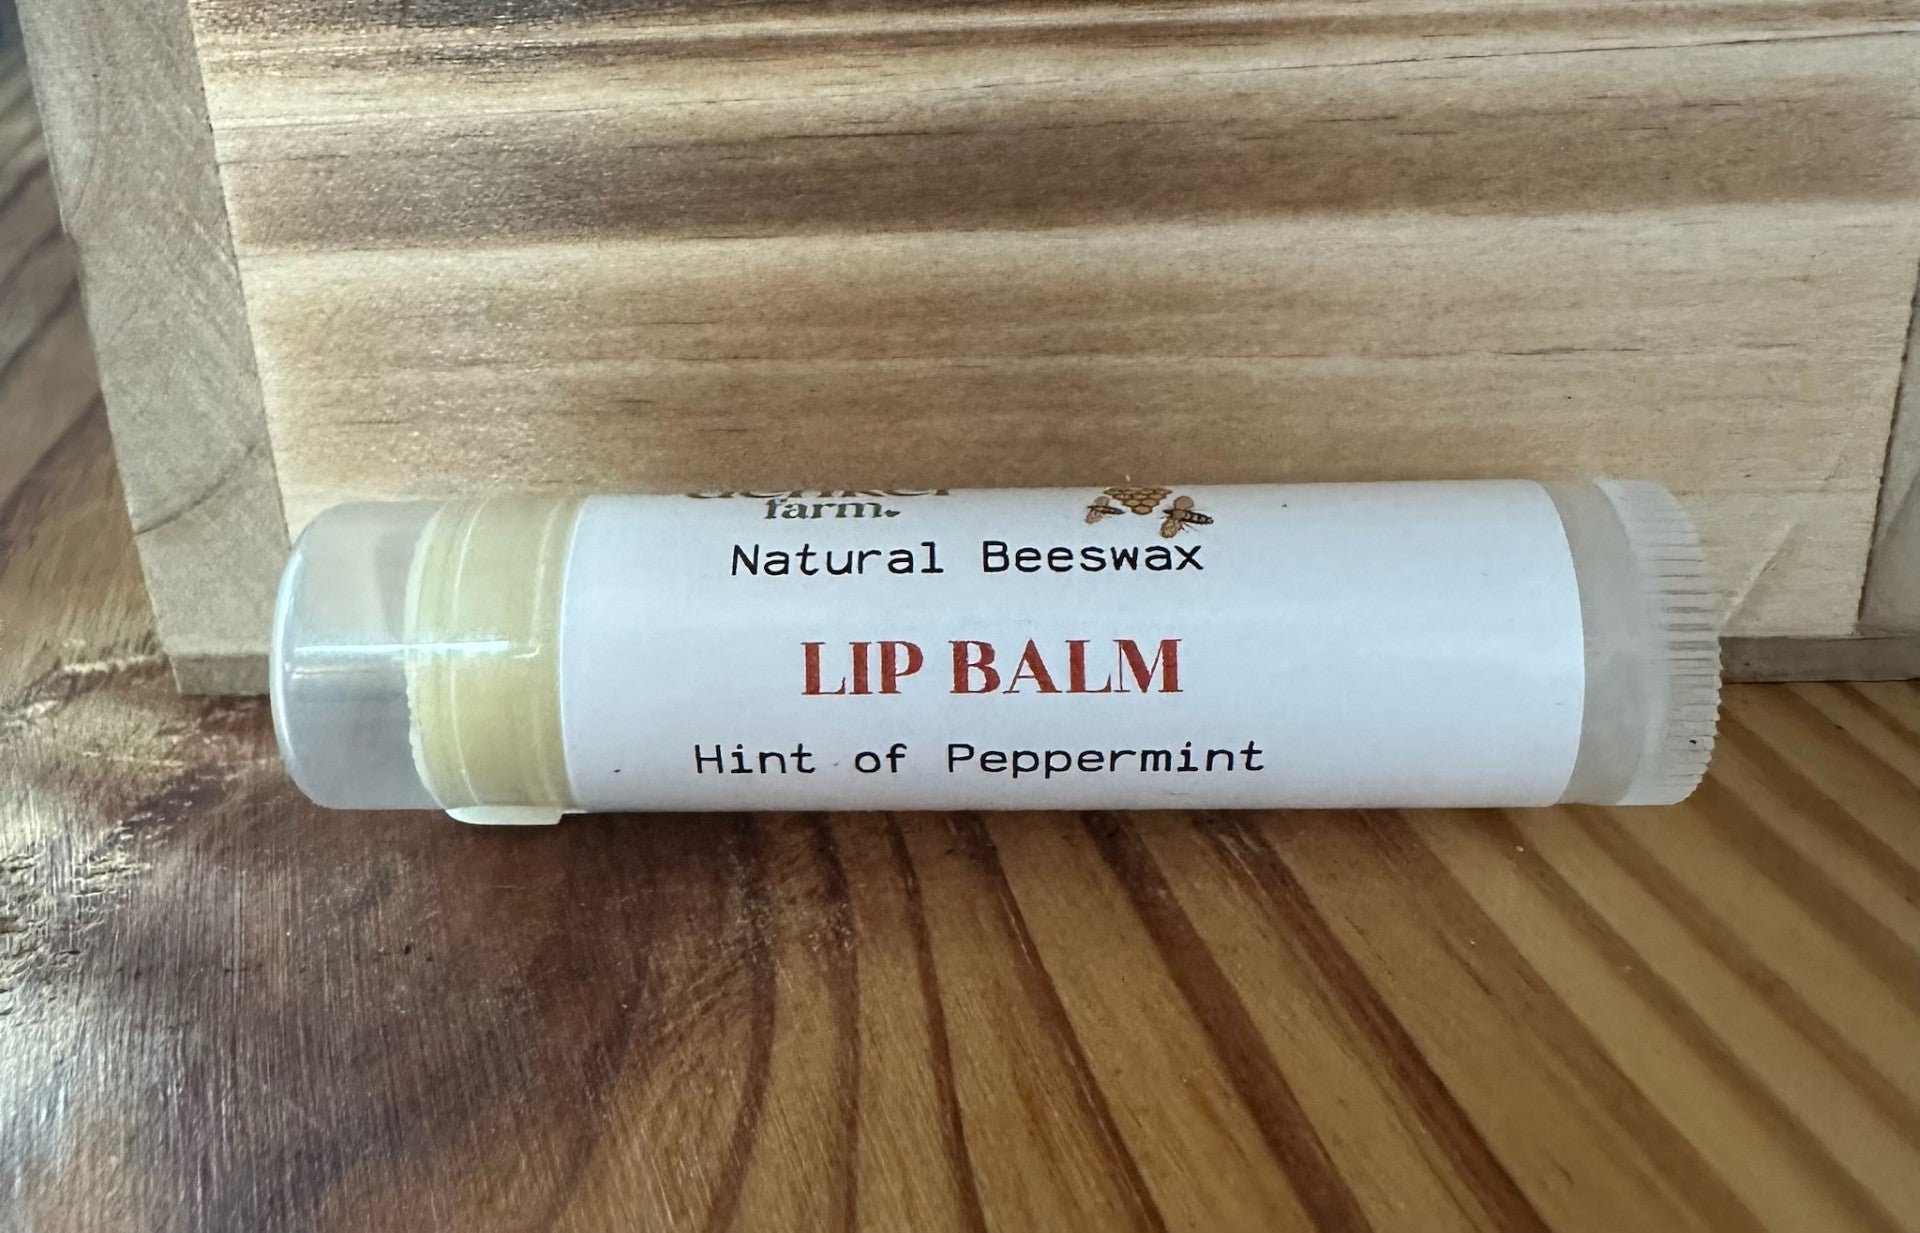 farm
Natural Beeswax
LIP BALM
Hint of Peppermint